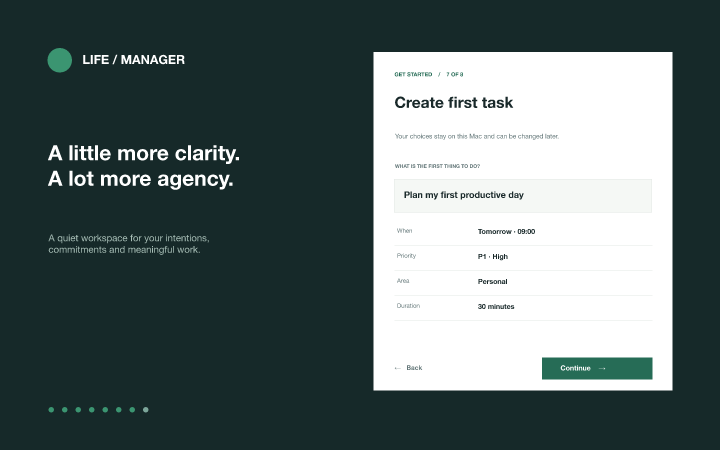 LIFE / MANAGER
A little more clarity.
A lot more agency.
A quiet workspace for your intentions,
commitments and meaningful work.
GET STARTED / 7 OF 8
Create first task
Your choices stay on this Mac and can be changed later.
WHAT IS THE FIRST THING TO DO?
Plan my first productive day
When Tomorrow · 09:00
Priority P1 · High
Area Personal
Duration 30 minutes
← Back Continue →